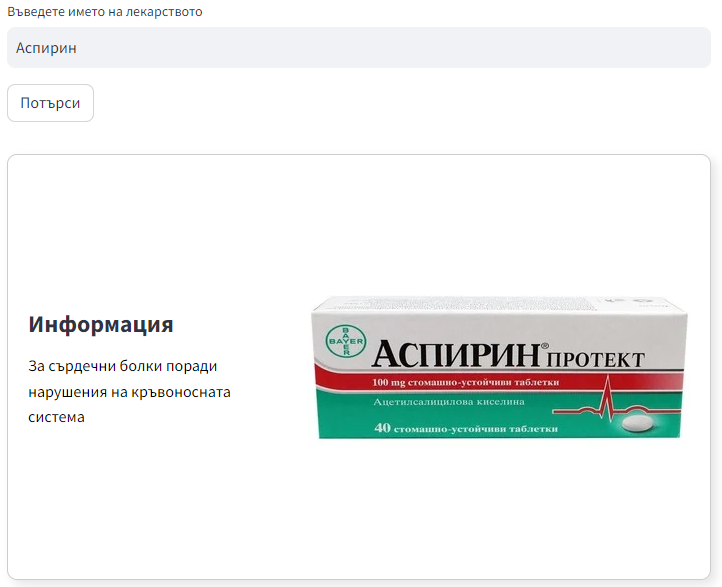 Въведете името на лекарството
Аспирин
Потърси
Информация
За сърдечни болки поради
нарушения на кръвоносната
система
BAYER
BAYER
АСПИРИН® ПРОТЕКТ
100 mg стомашно-устойчиви таблетки
Ацетилсалицилова киселина
40 стомашно-устойчиви таблетки